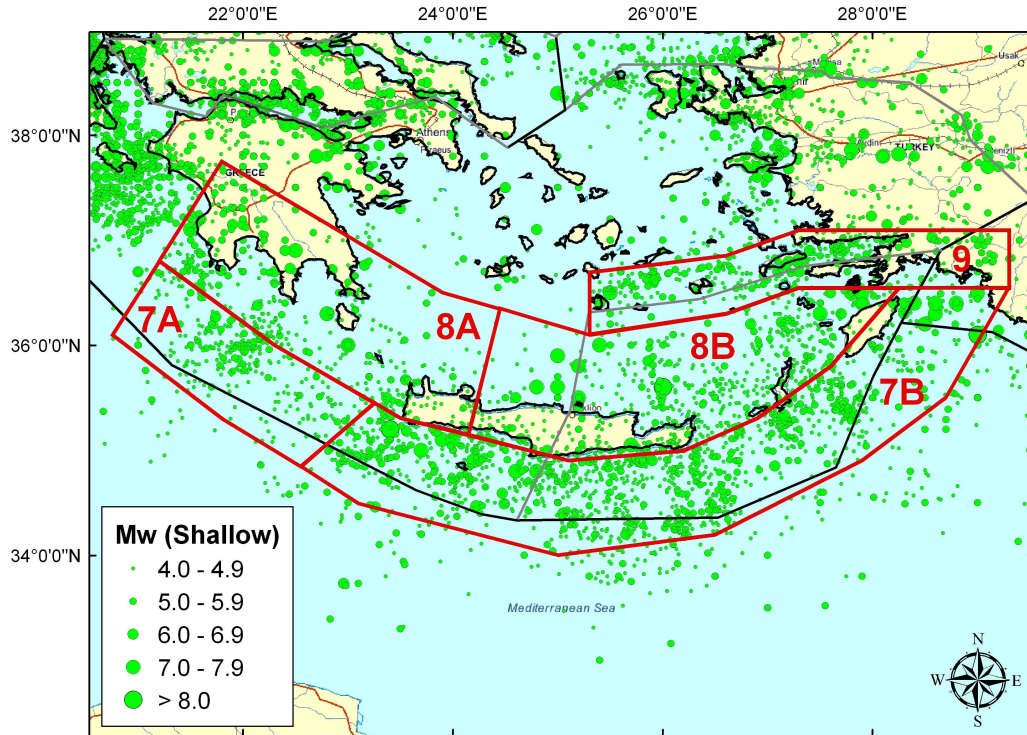 22°0'0"E 24°0'0"E 26°0'0"E 28°0'0"E
Usak
38°0'0"N
Athens
Piraeus
Aydin
TURKEY
GREECE
9
7A
8A
8B
36°0'0"N
7B
Mw (Shallow)
4.0 - 4.9
5.0 - 5.9
6.0 - 6.9
7.0 - 7.9
> 8.0
34°0'0"N
Mediterranean Sea
N
W E
S